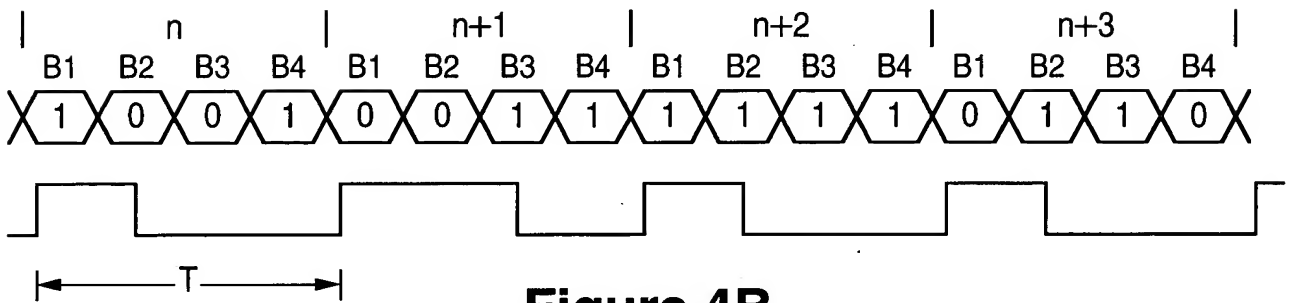 n n+1 n+2 n+3
B1 B2 B3 B4 B1 B2 B3 B4 B1 B2 B3 B4 B1 B2 B3 B4
1 0 0 1 0 0 1 1 1 1 1 1 0 1 1 0
T
Figure 4B